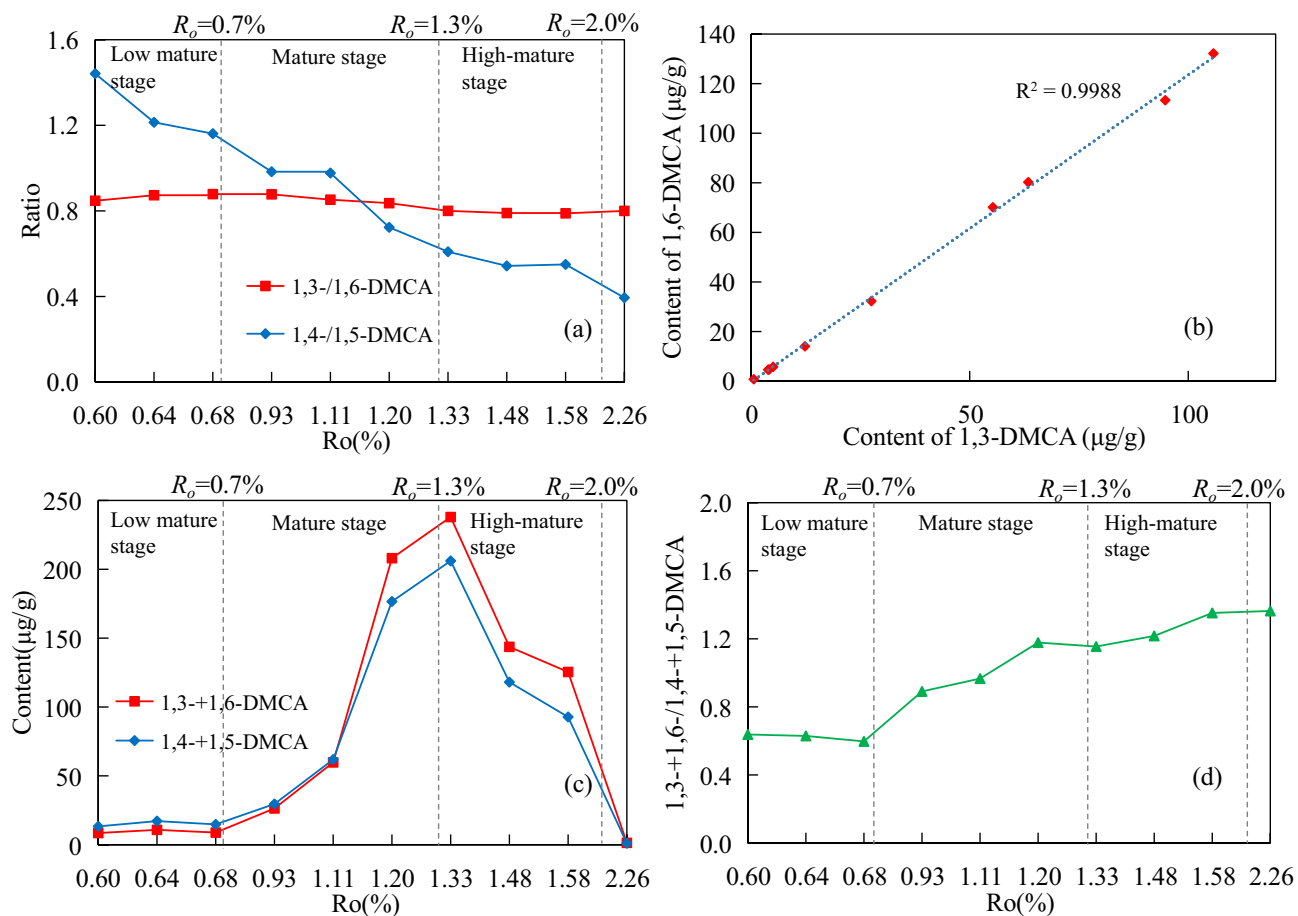 Rₒ=0.7%
Rₒ=1.3%
Rₒ=2.0%
1.6
1.2
0.8
0.4
0.0
Ratio
Low mature
stage
Mature stage
High-mature
stage
1,3-/1,6-DMCA
1,4-/1,5-DMCA
(a)
0.60 0.64 0.68 0.93 1.11 1.20 1.33 1.48 1.58 2.26
Ro(%)
140
120
100
80
60
40
20
0
Content of 1,6-DMCA (μg/g)
R² = 0.9988
(b)
0 50 100
Content of 1,3-DMCA (μg/g)
Rₒ=0.7%
Rₒ=1.3%
Rₒ=2.0%
250
200
150
100
50
0
Content(μg/g)
Low mature
stage
Mature stage
High-mature
stage
1,3-+1,6-DMCA
1,4-+1,5-DMCA
(c)
0.60 0.64 0.68 0.93 1.11 1.20 1.33 1.48 1.58 2.26
Ro(%)
Rₒ=0.7%
Rₒ=1.3%
Rₒ=2.0%
2.0
1.6
1.2
0.8
0.4
0.0
1,3-+1,6-/1,4-+1,5-DMCA
Low mature
stage
Mature stage
High-mature
stage
(d)
0.60 0.64 0.68 0.93 1.11 1.20 1.33 1.48 1.58 2.26
Ro(%)